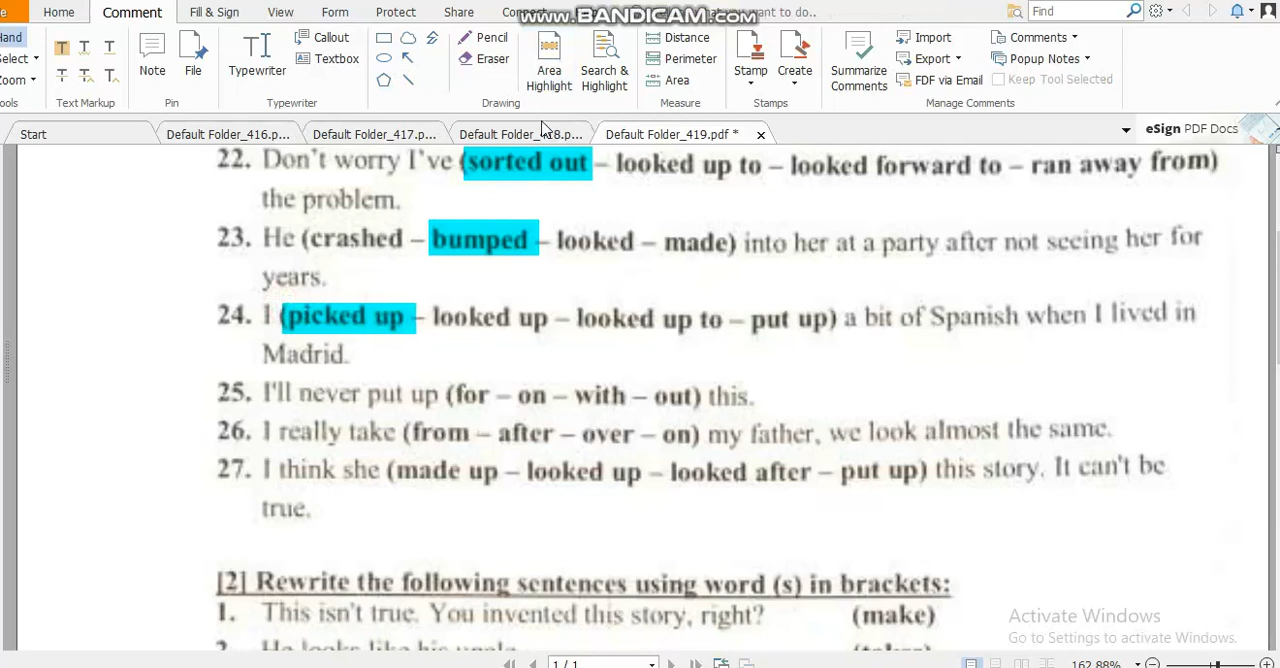 Home Comment Fill & Sign View Form Protect Share www.BANDICAM.com do.. Find
Hand Callout Pencil Distance Import Comments
Select Textbox Eraser Perimeter Export Popup Notes
Zoom Note File Typewriter Area Highlight Search & Highlight Area Stamp Create Summarize Comments FDF via Email Keep Tool Selected
Text Markup Pin Typewriter Drawing Measure Stamps Manage Comments
Start Default Folder_416.p... Default Folder_417.p... Default Folder_418.p... Default Folder_419.pdf * eSign PDF Docs
22. Don't worry I've (sorted out – looked up to – looked forward to – ran away from)
the problem.
23. He (crashed – bumped – looked – made) into her at a party after not seeing her for
years.
24. I (picked up – looked up – looked up to – put up) a bit of Spanish when I lived in
Madrid.
25. I'll never put up (for – on – with – out) this.
26. I really take (from – after – over – on) my father, we look almost the same.
27. I think she (made up – looked up – looked after – put up) this story. It can't be
true.
[2] Rewrite the following sentences using word (s) in brackets:
1. This isn't true. You invented this story, right? (make)
Activate Windows
Go to Settings to activate Windows.
1 / 1 162.88%